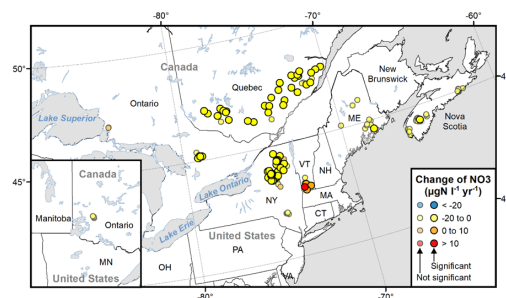 -80°
-70°
-60°
50°
45°
4
4
Canada
Ontario
Quebec
New
Brunswick
Lake Superior
ME
Nova
Scotia
VT
NH
Lake Ontario
MA
NY
CT
Lake Erie
United States
PA
OH
VA
-80°
-70°
Canada
Manitoba
Ontario
MN
United States
Change of NO3
(µgN l-1 yr-1)
< -20
-20 to 0
0 to 10
> 10
Significant
Not significant